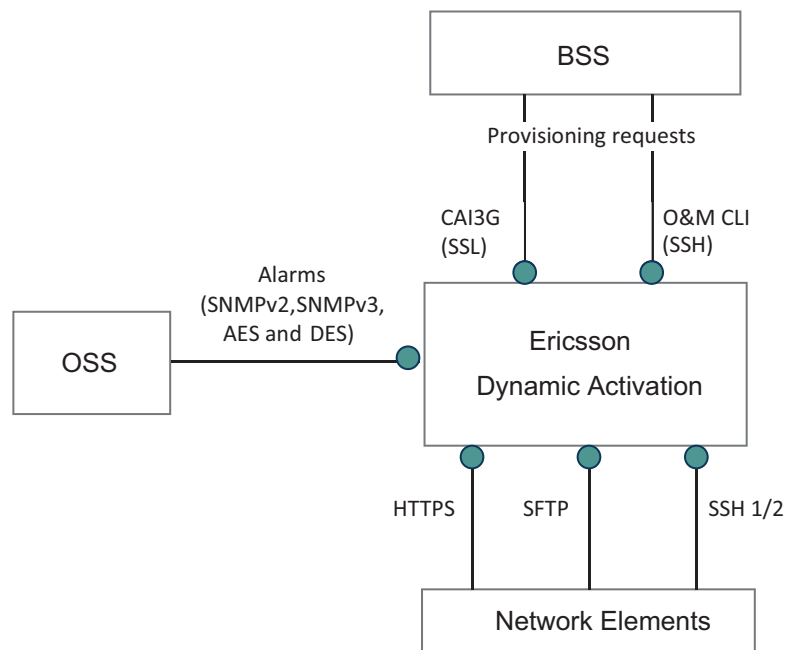 BSS
Provisioning requests
CAI3G
(SSL)
O&M CLI
(SSH)
Alarms
(SNMPv2,SNMPv3,
AES and DES)
OSS
Ericsson
Dynamic Activation
HTTPS
SFTP
SSH 1/2
Network Elements